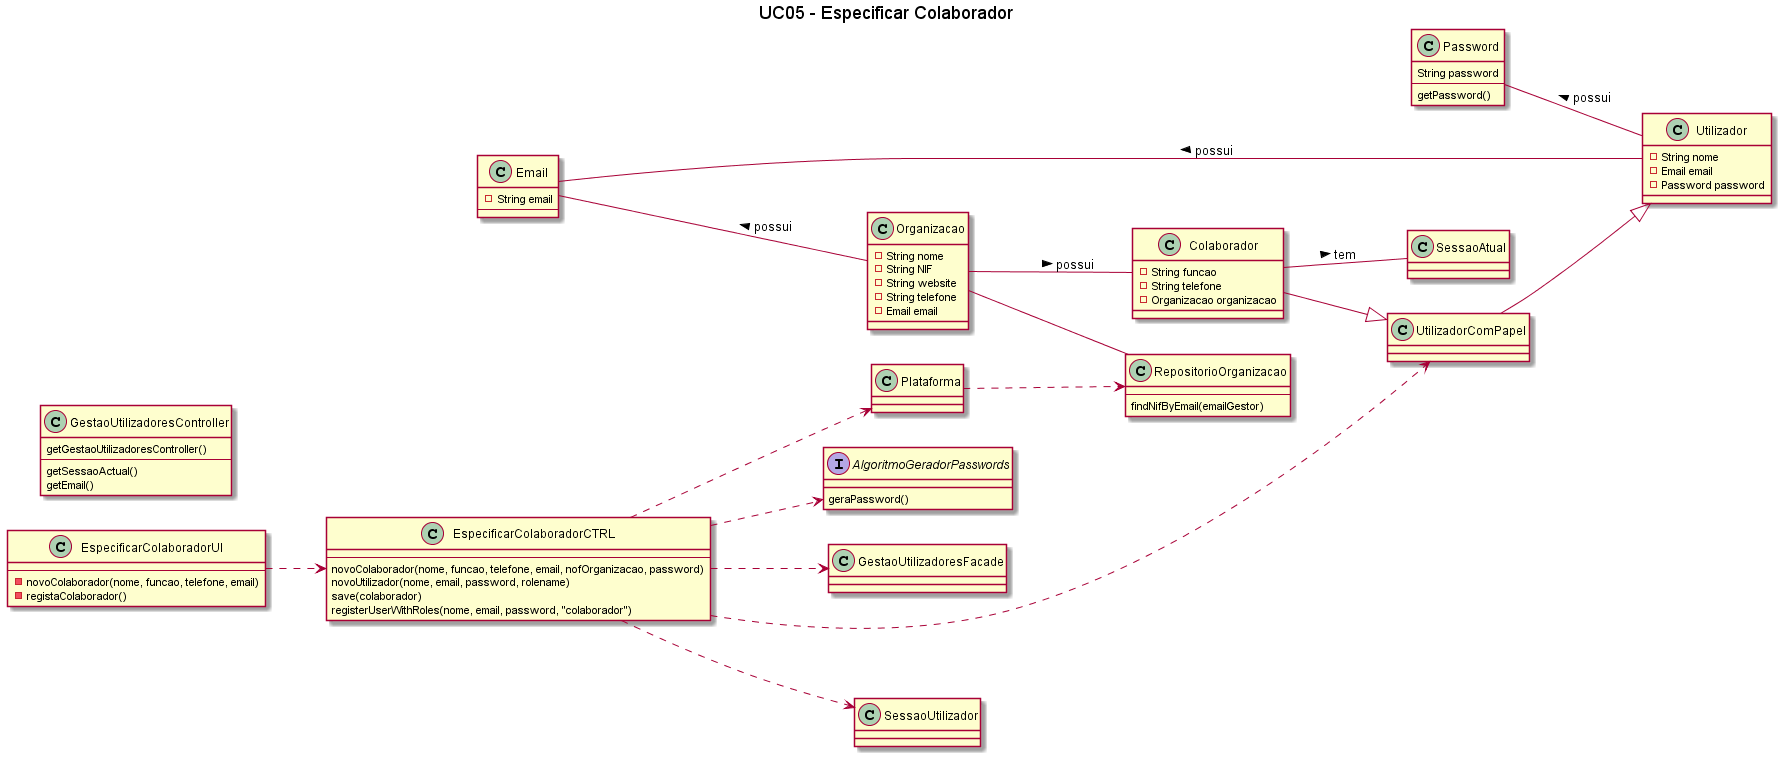 UC05 - Especificar Colaborador
C Password
String password
getPassword()
possui
C Utilizador
String nome
Email email
Password password
possui
C Email
String email
possui
C Organizacao
String nome
String NIF
String website
String telefone
Email email
possui
C Colaborador
String funcao
String telefone
Organizacao organizacao
tem
C SessaoAtual
C UtilizadorComPapel
C RepositorioOrganizacao
findNifByEmail(emailGestor)
C Plataforma
C GestaoUtilizadoresController
getGestaoUtilizadoresController()
getSessaoActual()
getEmail()
I AlgoritmoGeradorPasswords
geraPassword()
C EspecificarColaboradorUI
novoColaborador(nome, funcao, telefone, email)
registaColaborador()
C EspecificarColaboradorCTRL
novoColaborador(nome, funcao, telefone, email, nofOrganizacao, password)
novoUtilizador(nome, email, password, rolename)
save(colaborador)
registerUserWithRoles(nome, email, password, "colaborador")
C GestaoUtilizadoresFacade
C SessaoUtilizador